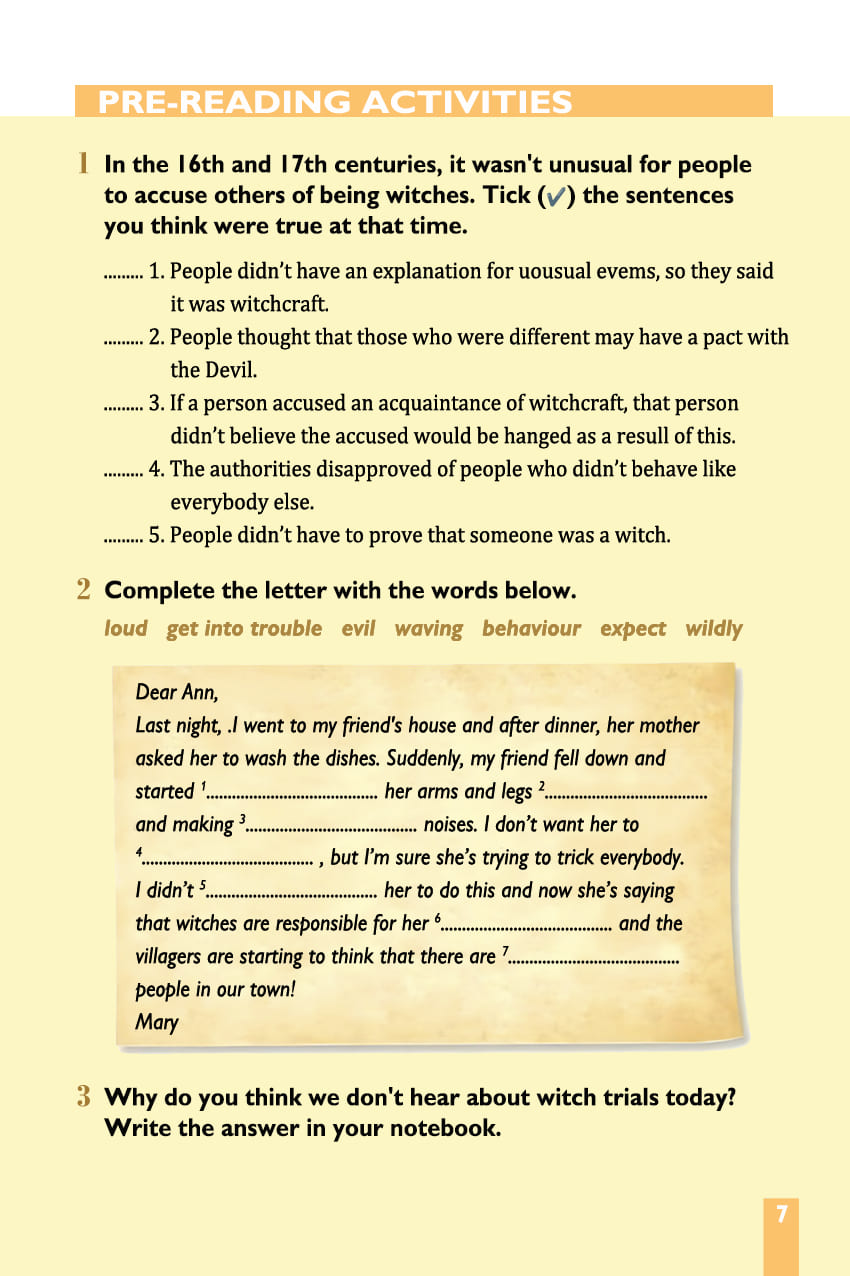 PRE-READING ACTIVITIES
1 In the 16th and 17th centuries, it wasn't unusual for people
to accuse others of being witches. Tick (✔) the sentences
you think were true at that time.
......... 1. People didn’t have an explanation for uousual evems, so they said
it was witchcraft.
......... 2. People thought that those who were different may have a pact with
the Devil.
......... 3. If a person accused an acquaintance of witchcraft, that person
didn’t believe the accused would be hanged as a resull of this.
......... 4. The authorities disapproved of people who didn’t behave like
everybody else.
......... 5. People didn’t have to prove that someone was a witch.
2 Complete the letter with the words below.
loud get into trouble evil waving behaviour expect wildly
Dear Ann,
Last night, .I went to my friend's house and after dinner, her mother
asked her to wash the dishes. Suddenly, my friend fell down and
started 1........................................ her arms and legs 2......................................
and making 3........................................ noises. I don’t want her to
4........................................ , but I’m sure she’s trying to trick everybody.
I didn’t 5........................................ her to do this and now she’s saying
that witches are responsible for her 6........................................ and the
villagers are starting to think that there are 7........................................
people in our town!
Mary
3 Why do you think we don't hear about witch trials today?
Write the answer in your notebook.
7